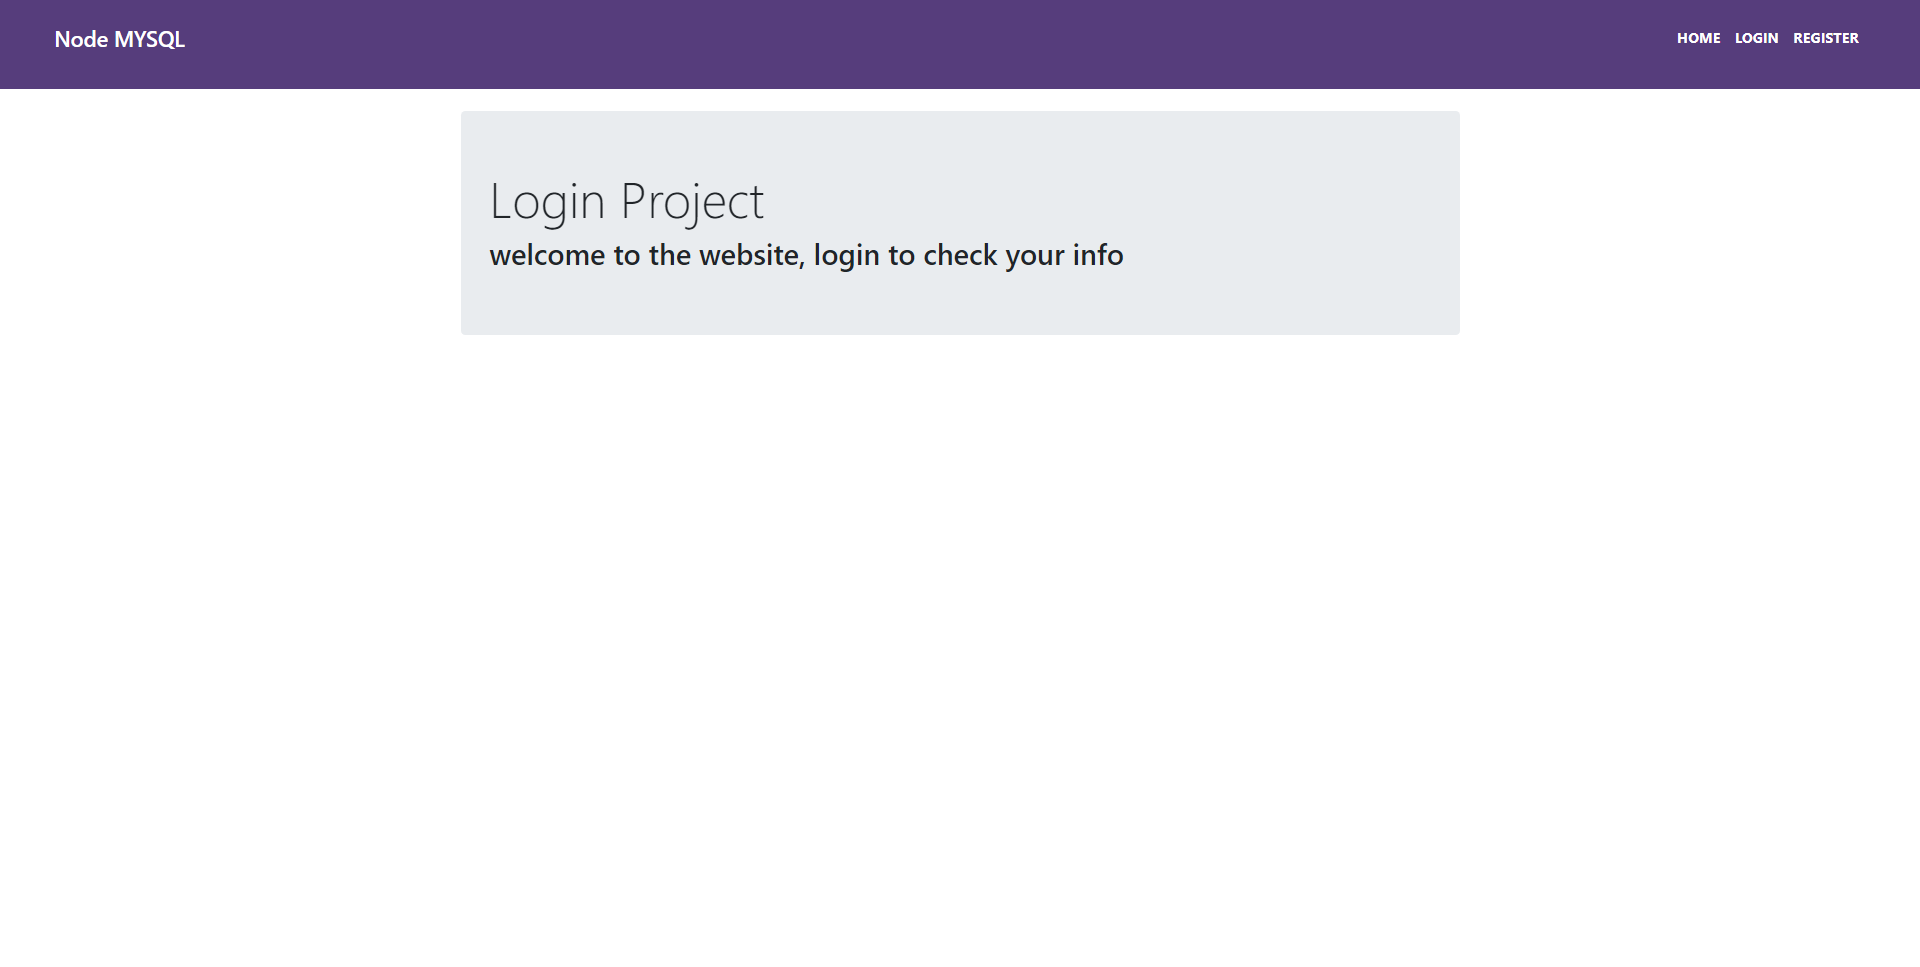 Node MYSQL
HOME LOGIN REGISTER
Login Project
welcome to the website, login to check your info